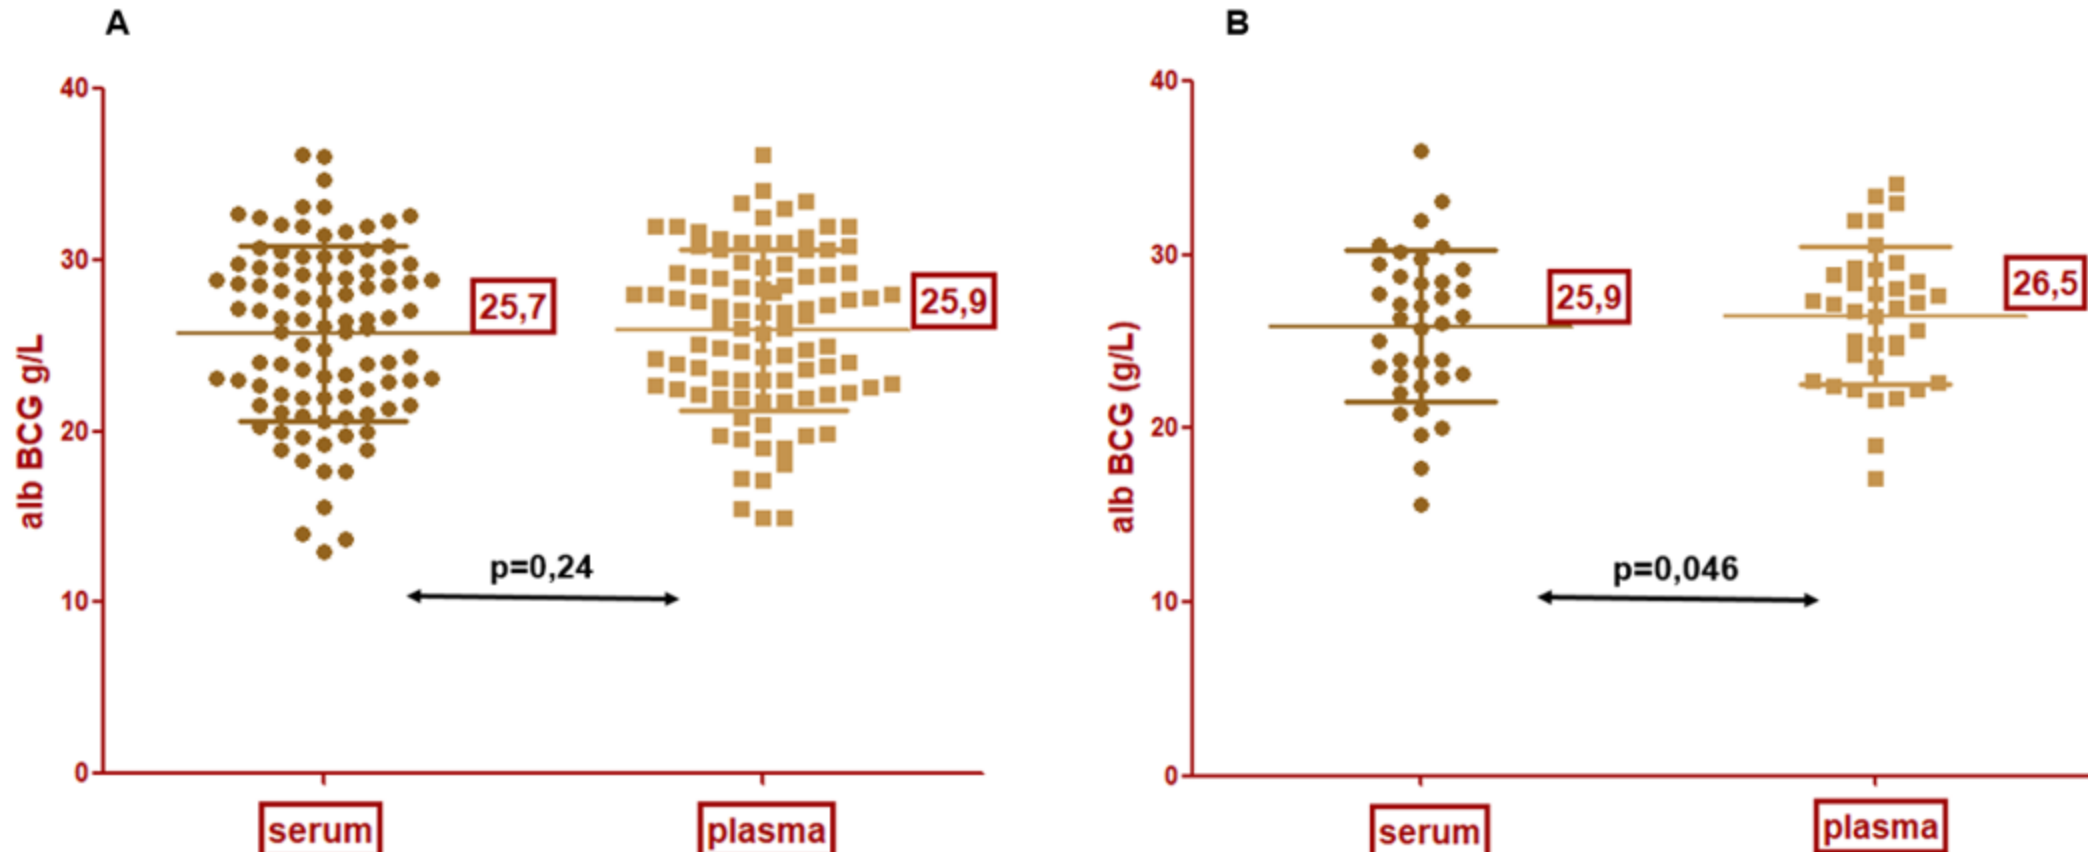 A
alb BCG g/L
40
30
20
10
0
25,7
25,9
p=0,24
serum
plasma
B
alb BCG (g/L)
40
30
20
10
0
25,9
26,5
p=0,046
serum
plasma